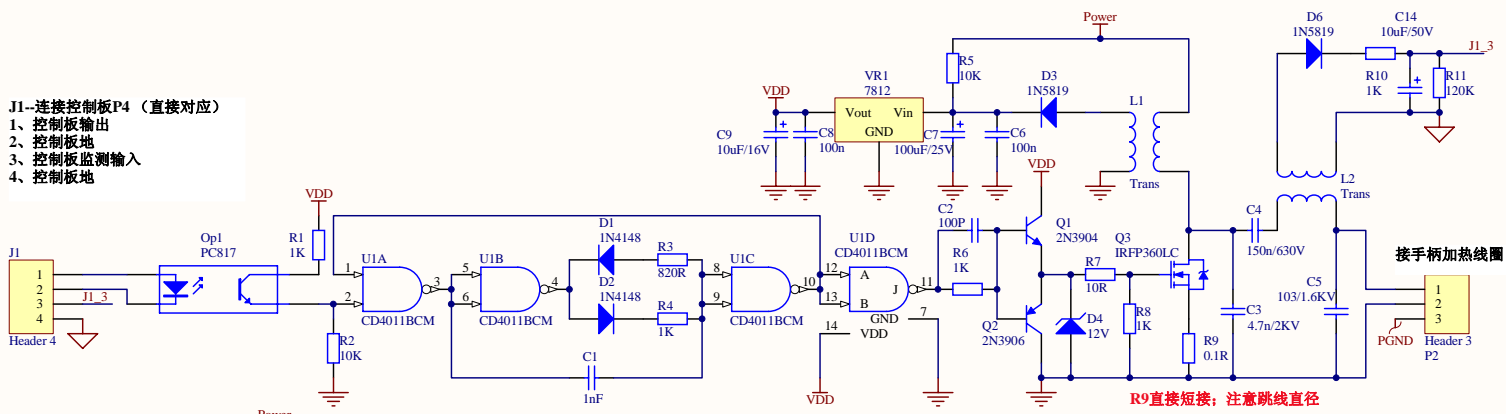 J1--连接控制板P4 （直接对应）
1、控制板输出
2、控制板地
3、控制板监测输入
4、控制板地
J1
1
2
3
4
Header 4
J1_3
Op1
PC817
VDD
R1
1K
R2
10K
U1A
1
2
3
CD4011BCM
U1B
5
6
4
CD4011BCM
D1
1N4148
D2
1N4148
R3
820R
R4
1K
C1
1nF
U1C
8
9
10
CD4011BCM
U1D
CD4011BCM
12
13
14
A
B
J
11
GND
7
VDD
VDD
VDD
C9
10uF/16V
C8
100n
VR1
7812
Vout
Vin
GND
R5
10K
C7
100uF/25V
C6
100n
D3
1N5819
Power
L1
Trans
VDD
C2
100P
R6
1K
Q1
2N3904
Q2
2N3906
D4
12V
R7
10R
R8
1K
Q3
IRFP360LC
R9
0.1R
C3
4.7n/2KV
C4
150n/630V
C5
103/1.6KV
L2
Trans
D6
1N5819
R10
1K
C14
10uF/50V
R11
120K
J1_3
接手柄加热线圈
1
2
3
Header 3
P2
PGND
R9直接短接；注意跳线直径
Power